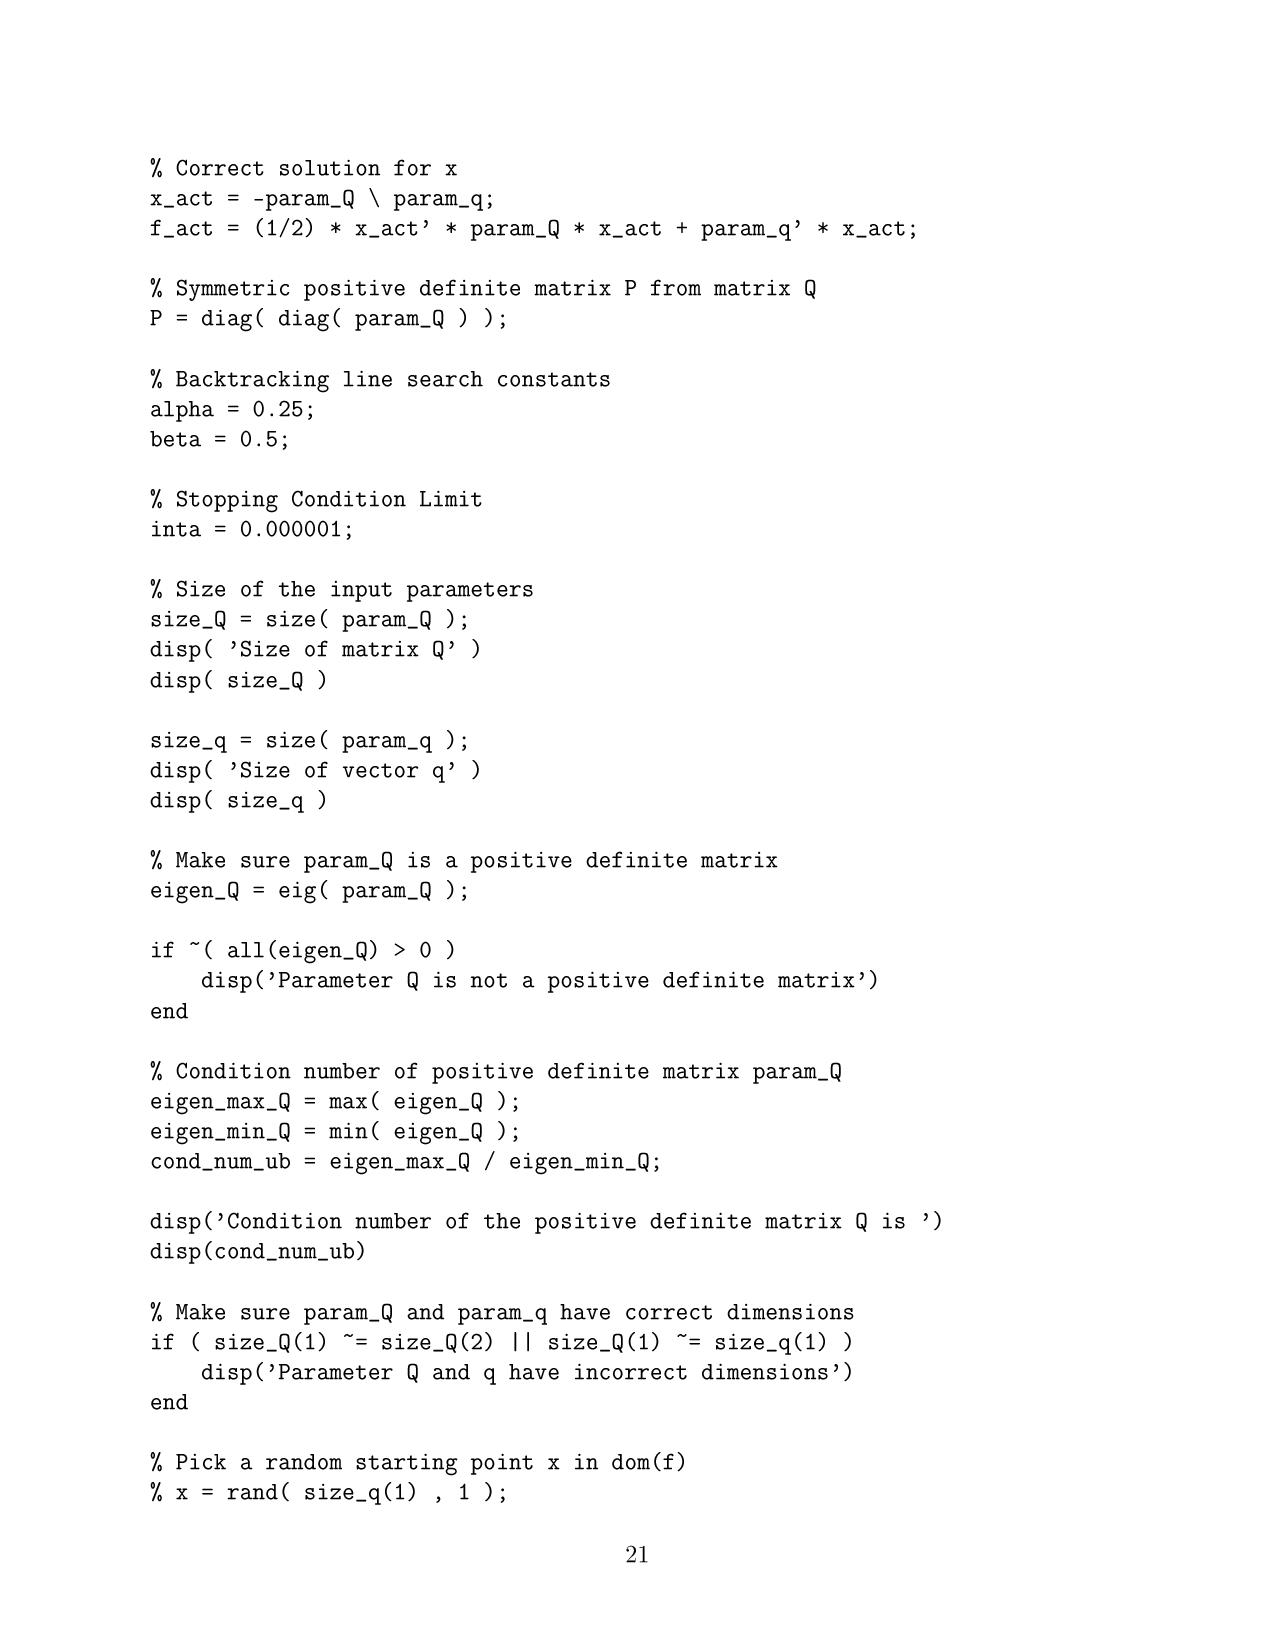 % Correct solution for x
x_act = -param_Q \ param_q;
f_act = (1/2) * x_act’ * param_Q * x_act + param_q’ * x_act;
% Symmetric positive definite matrix P from matrix Q
P = diag( diag( param_Q ) );
% Backtracking line search constants
alpha = 0.25;
beta = 0.5;
% Stopping Condition Limit
inta = 0.000001;
% Size of the input parameters
size_Q = size( param_Q );
disp( ’Size of matrix Q’ )
disp( size_Q )
size_q = size( param_q );
disp( ’Size of vector q’ )
disp( size_q )
% Make sure param_Q is a positive definite matrix
eigen_Q = eig( param_Q );
if ~( all(eigen_Q) > 0 )
    disp(’Parameter Q is not a positive definite matrix’)
end
% Condition number of positive definite matrix param_Q
eigen_max_Q = max( eigen_Q );
eigen_min_Q = min( eigen_Q );
cond_num_ub = eigen_max_Q / eigen_min_Q;
disp(’Condition number of the positive definite matrix Q is ’)
disp(cond_num_ub)
% Make sure param_Q and param_q have correct dimensions
if ( size_Q(1) ~= size_Q(2) || size_Q(1) ~= size_q(1) )
    disp(’Parameter Q and q have incorrect dimensions’)
end
% Pick a random starting point x in dom(f)
% x = rand( size_q(1) , 1 );
21